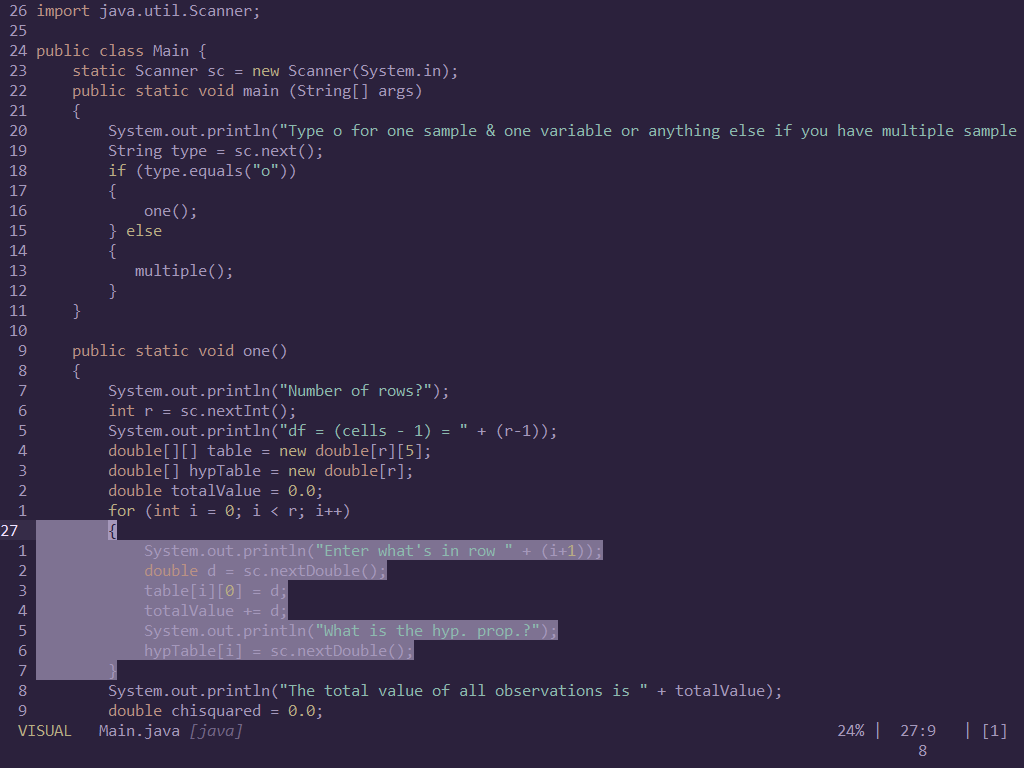 26 import java.util.Scanner;
25
24 public class Main {
23     static Scanner sc = new Scanner(System.in);
22     public static void main (String[] args)
21     {
20         System.out.println("Type o for one sample & one variable or anything else if you have multiple sample
19         String type = sc.next();
18         if (type.equals("o"))
17         {
16             one();
15         } else
14         {
13            multiple();
12         }
11     }
10
 9     public static void one()
 8     {
 7         System.out.println("Number of rows?");
 6         int r = sc.nextInt();
 5         System.out.println("df = (cells - 1) = " + (r-1));
 4         double[][] table = new double[r][5];
 3         double[] hypTable = new double[r];
 2         double totalValue = 0.0;
 1         for (int i = 0; i < r; i++)
27         {
 1             System.out.println("Enter what's in row " + (i+1));
 2             double d = sc.nextDouble();
 3             table[i][0] = d;
 4             totalValue += d;
 5             System.out.println("What is the hyp. prop.?");
 6             hypTable[i] = sc.nextDouble();
 7         }
 8         System.out.println("The total value of all observations is " + totalValue);
 9         double chisquared = 0.0;
VISUAL   Main.java [java]   24% |  27:9   | [1]
8